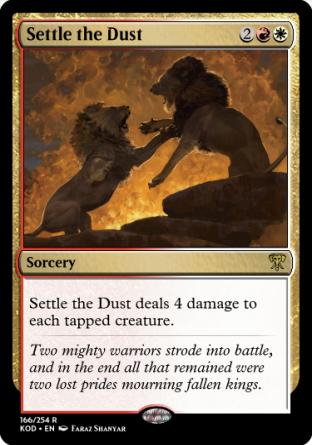 Settle the Dust 2
Sorcery
Settle the Dust deals 4 damage to
each tapped creature.
Two mighty warriors strode into battle,
and in the end all that remained were
two lost prides mourning fallen kings.
166/254 R
KOD • EN Faraz Shanyar